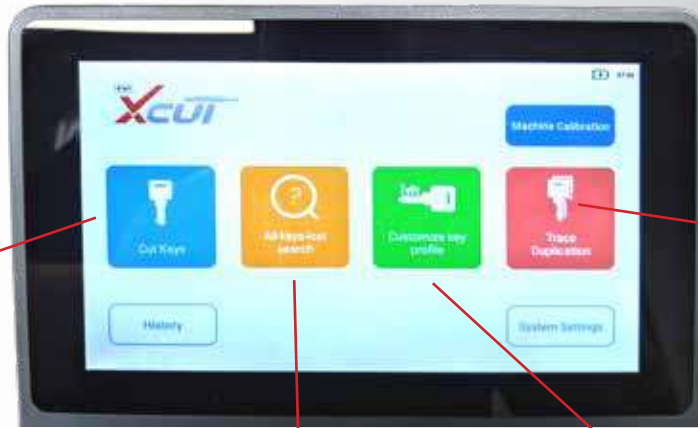 Xcut
Machine Calibration
Cut Keys
All-keys-lost
search
Customize key
profile
Trace
Duplication
History
System Settings